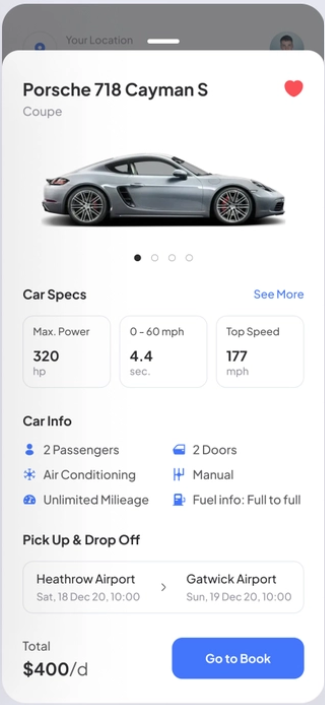 Your Location
Porsche 718 Cayman S
Coupe
Car Specs
See More
Max. Power
0 - 60 mph
Top Speed
320
4.4
177
hp
sec.
mph
Car Info
2 Passengers
2 Doors
Air Conditioning
Manual
Unlimited Milieage
Fuel info: Full to full
Pick Up & Drop Off
Heathrow Airport
Gatwick Airport
Sat, 18 Dec 20, 10:00
Sun, 19 Dec 20, 10:00
Total
$400/d
Go to Book